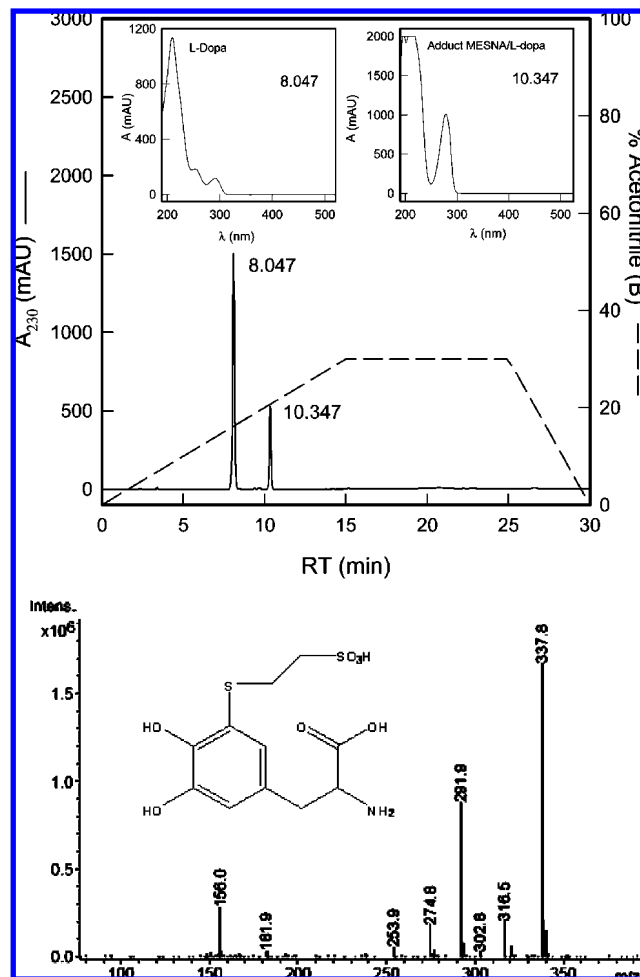 3000
2500
2000
1500
1000
500
0
A230 (mAU)
1200
800
400
0
A (mAU)
L-Dopa
8.047
200 300 400 500
λ (nm)
2000
1500
1000
500
0
A (mAU)
Adduct MESNA/L-dopa
10.347
200 300 400 500
λ (nm)
100
80
60
40
20
0
% Acetonitrile (B)
8.047
10.347
0 5 10 15 20 25 30
RT (min)
Intens.
x10
1.5
1.0
0.5
0.0
SO3H
S
HO
HO
O
OH
NH2
156.0
181.9
253.9
274.8
291.9
302.8
316.5
337.8
100 150 200 250 300 350